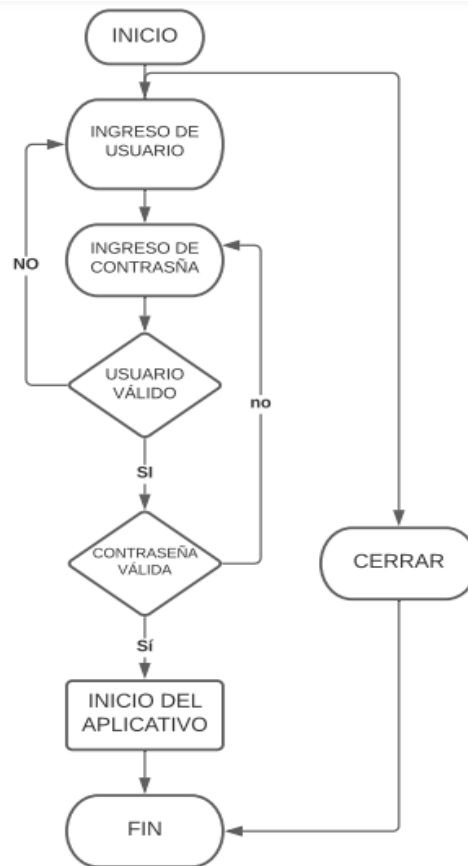 INICIO
INGRESO DE
USUARIO
INGRESO DE
CONTRASÑA
NO
USUARIO
VÁLIDO
no
SI
CONTRASEÑA
VÁLIDA
CERRAR
Sí
INICIO DEL
APLICATIVO
FIN